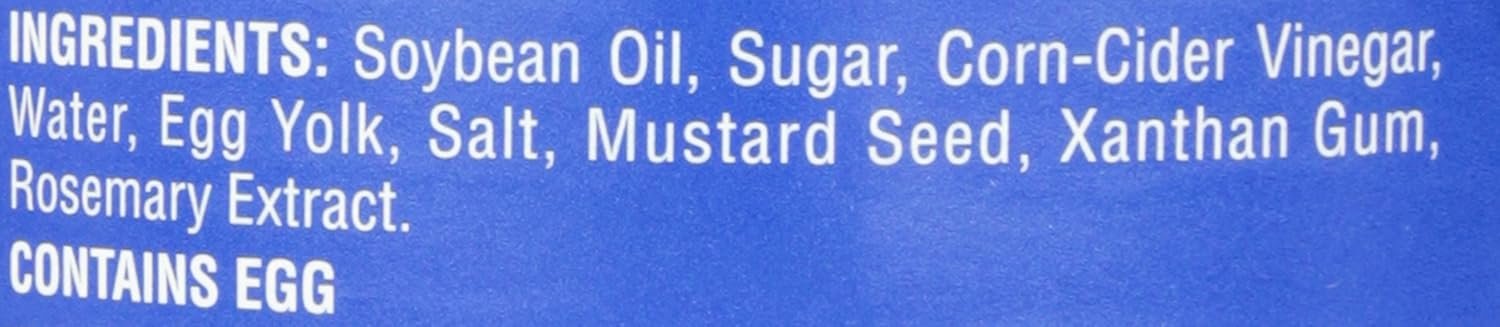 INGREDIENTS: Soybean Oil, Sugar, Corn-Cider Vinegar,
Water, Egg Yolk, Salt, Mustard Seed, Xanthan Gum,
Rosemary Extract.
CONTAINS EGG